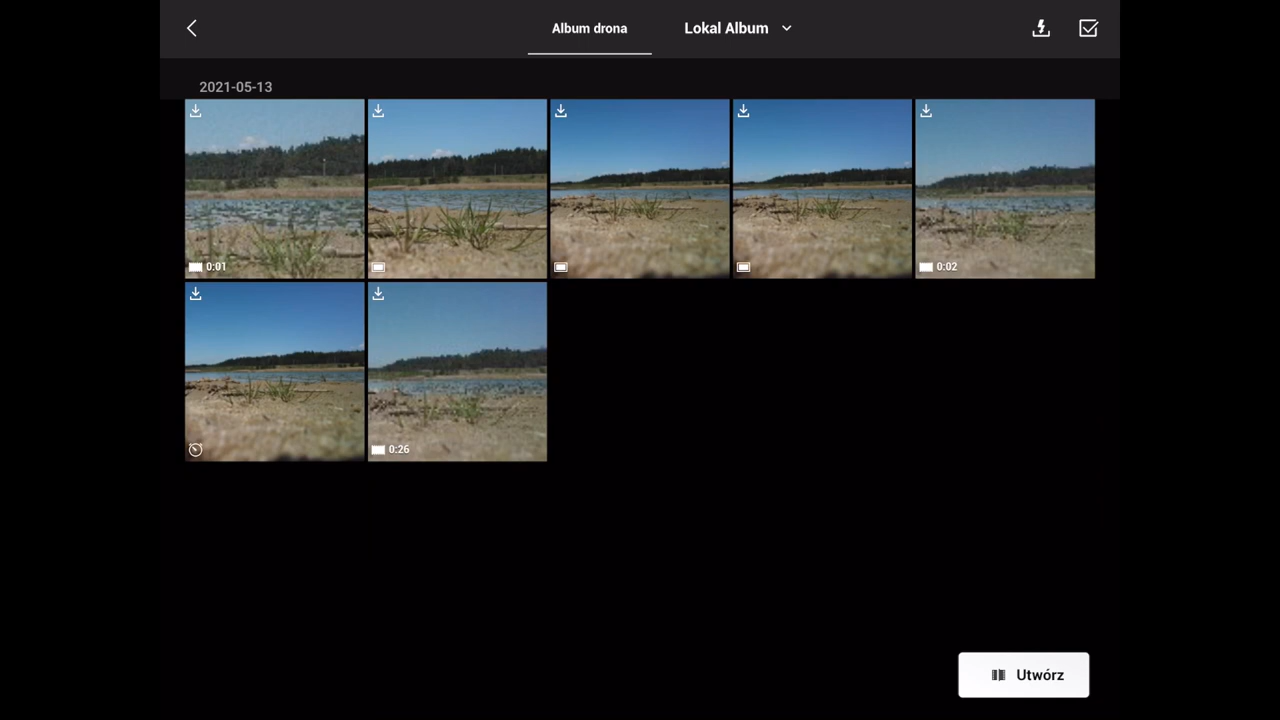 Album drona
Lokal Album
2021-05-13
0:01
0:02
0:26
Utwórz